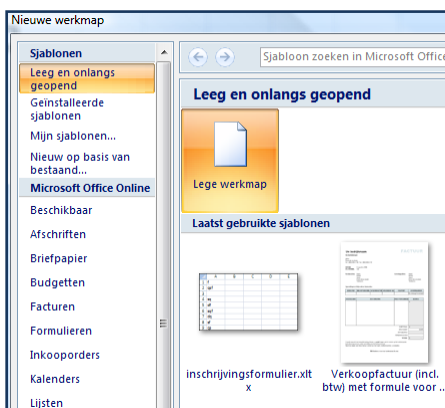 Nieuwe werkmap
Sjablonen
Leeg en onlangs
geopend
Geïnstalleerde
sjablonen
Mijn sjablonen...
Nieuw op basis van
bestaand...
Microsoft Office Online
Beschikbaar
Afschriften
Briefpapier
Budgetten
Facturen
Formulieren
Inkooporders
Kalenders
Lijsten
Sjabloon zoeken in Microsoft Office
Leeg en onlangs geopend
Lege werkmap
Laatst gebruikte sjablonen
inschrijvingsformulier.xlt
x
Verkoopfactuur (incl.
btw) met formule voor ...